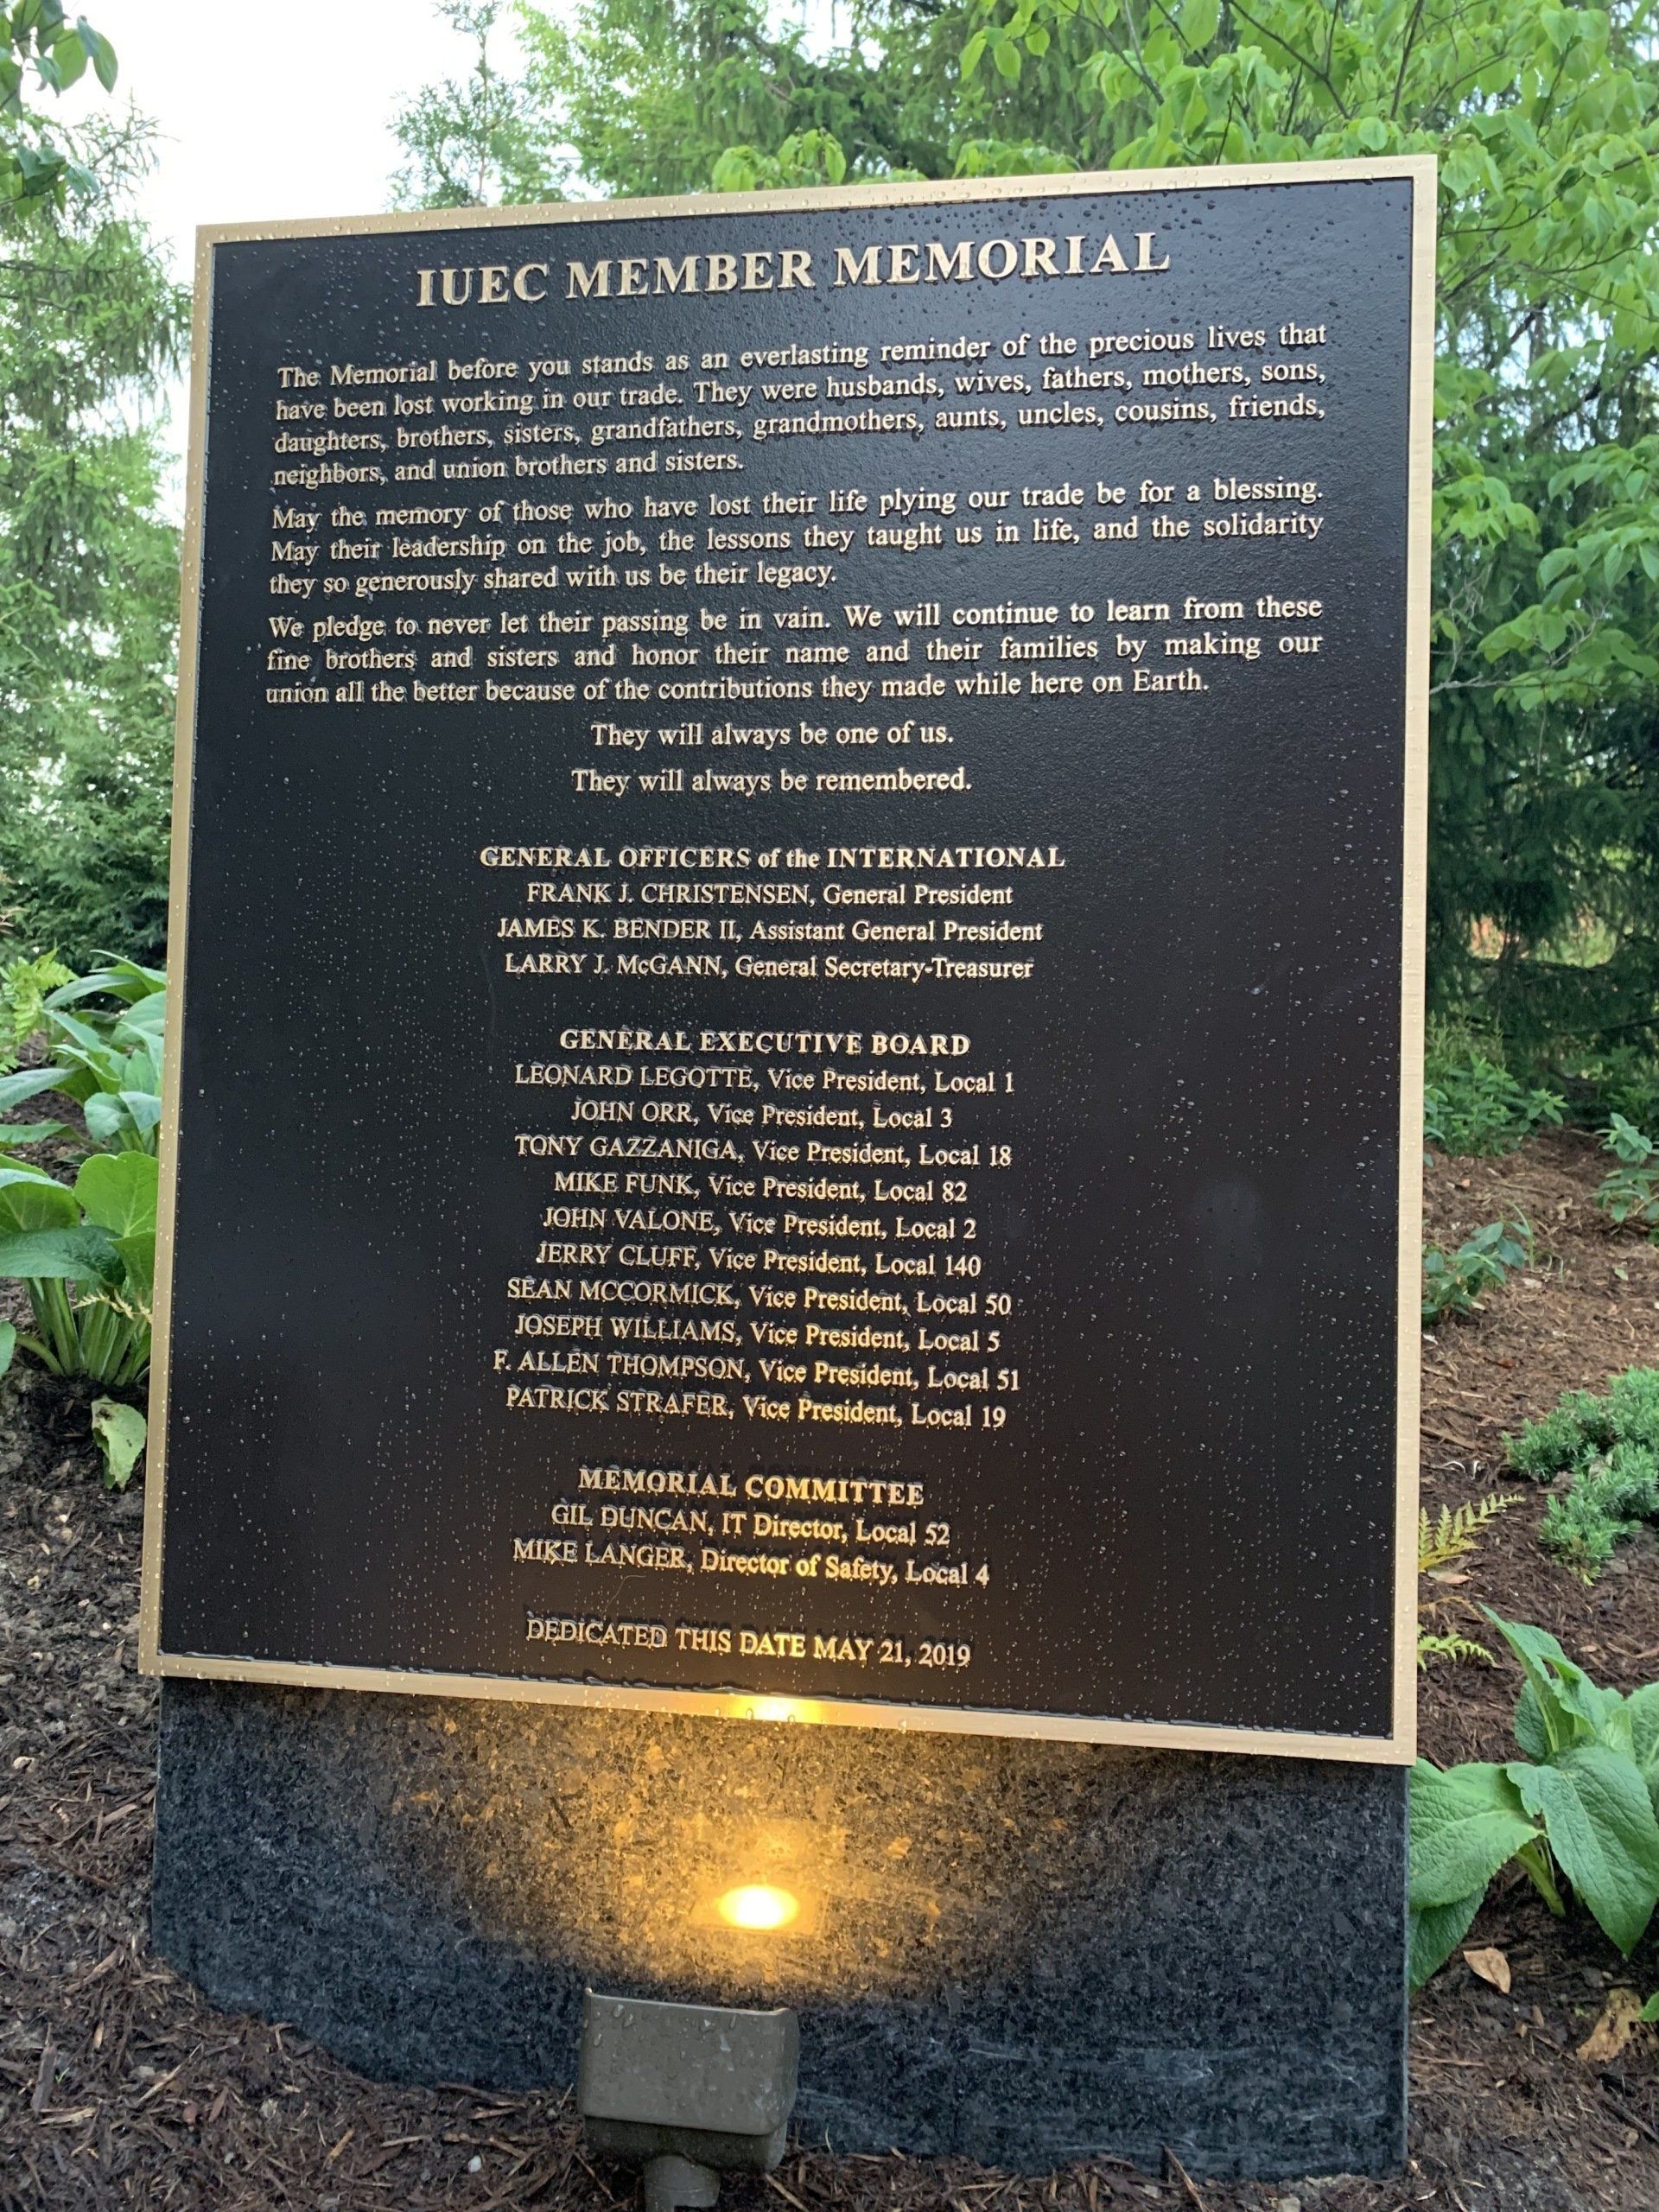 IUEC MEMBER MEMORIAL
The Memorial before you stands as an everlasting reminder of the precious lives that
have been lost working in our trade. They were husbands, wives, fathers, mothers, sons,
daughters, brothers, sisters, grandfathers, grandmothers, aunts, uncles, cousins, friends,
neighbors, and union brothers and sisters.
May the memory of those who have lost their life plying our trade be for a blessing.
May their leadership on the job, the lessons they taught us in life, and the solidarity
they so generously shared with us be their legacy.
We pledge to never let their passing be in vain. We will continue to learn from these
fine brothers and sisters and honor their name and their families by making our
union all the better because of the contributions they made while here on Earth.
They will always be one of us.
They will always be remembered.
GENERAL OFFICERS of the INTERNATIONAL
FRANK J. CHRISTENSEN, General President
JAMES K. BENDER II, Assistant General President
LARRY J. McGANN, General Secretary-Treasurer
GENERAL EXECUTIVE BOARD
LEONARD LEGOTTE, Vice President, Local 1
JOHN ORR, Vice President, Local 3
TONY GAZZANIGA, Vice President, Local 18
MIKE FUNK, Vice President, Local 82
JOHN VALONE, Vice President, Local 2
JERRY CLUFF, Vice President, Local 140
SEAN MCCORMICK, Vice President, Local 50
JOSEPH WILLIAMS, Vice President, Local 5
F. ALLEN THOMPSON, Vice President, Local 51
PATRICK STRAFER, Vice President, Local 19
MEMORIAL COMMITTEE
GIL DUNCAN, IT Director, Local 52
MIKE LANGER, Director of Safety, Local 4
DEDICATED THIS DATE MAY 21, 2019